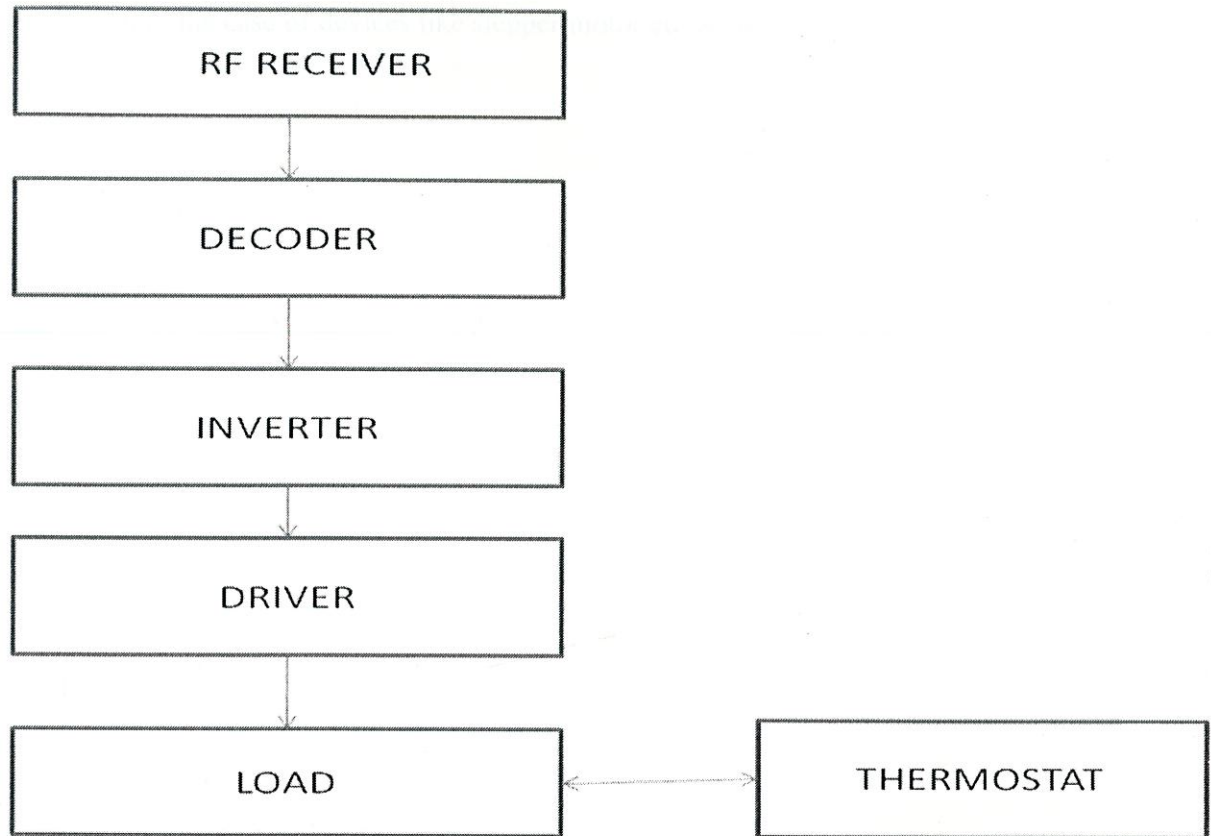 RF RECEIVER
DECODER
INVERTER
DRIVER
LOAD
THERMOSTAT